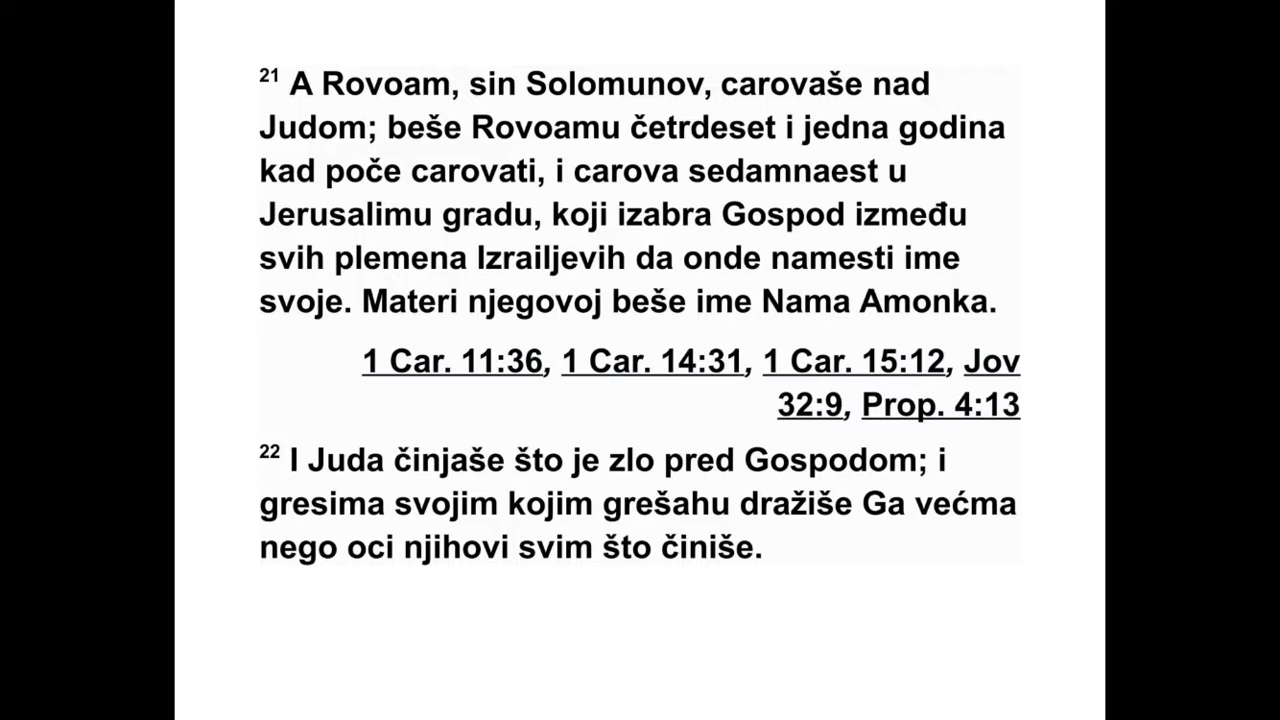 21 A Rovoam, sin Solomunov, carovaše nad
Judom; beše Rovoamu četrdeset i jedna godina
kad poče carovati, i carova sedamnaest u
Jerusalimu gradu, koji izabra Gospod između
svih plemena Izrailjevih da onde namesti ime
svoje. Materi njegovoj beše ime Nama Amonka.
1 Car. 11:36, 1 Car. 14:31, 1 Car. 15:12, Jov
32:9, Prop. 4:13
22 I Juda činjaše što je zlo pred Gospodom; i
gresima svojim kojim grešahu dražiše Ga većma
nego oci njihovi svim što činiše.